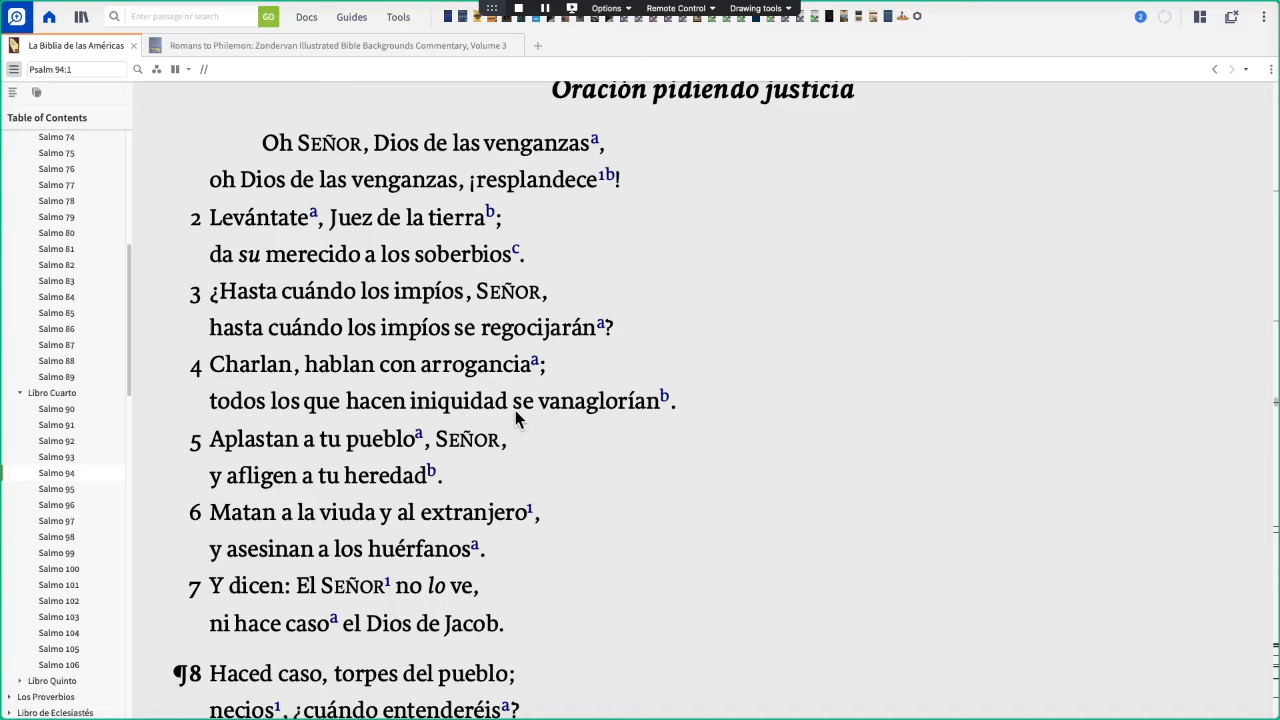 Enter passage or search GO Docs Guides Tools Options Remote Control Drawing tools 2
La Biblia de las Américas Romans to Philemon: Zondervan Illustrated Bible Backgrounds Commentary, Volume 3
Psalm 94:1 //
Table of Contents
Salmo 74
Salmo 75
Salmo 76
Salmo 77
Salmo 78
Salmo 79
Salmo 80
Salmo 81
Salmo 82
Salmo 83
Salmo 84
Salmo 85
Salmo 86
Salmo 87
Salmo 88
Salmo 89
Libro Cuarto
Salmo 90
Salmo 91
Salmo 92
Salmo 93
Salmo 94
Salmo 95
Salmo 96
Salmo 97
Salmo 98
Salmo 99
Salmo 100
Salmo 101
Salmo 102
Salmo 103
Salmo 104
Salmo 105
Salmo 106
Libro Quinto
Los Proverbios
Libro de Eclesiastés
Oración pidiendo justicia
Oh SEÑOR, Dios de las venganzasa,
oh Dios de las venganzas, ¡resplandece1b!
2 Levántatea, Juez de la tierrab;
da su merecido a los soberbiosc.
3 ¿Hasta cuándo los impíos, SEÑOR,
hasta cuándo los impíos se regocijarána?
4 Charlan, hablan con arroganciaa;
todos los que hacen iniquidad se vanagloríanb.
5 Aplastan a tu puebloa, SEÑOR,
y afligen a tu heredadb.
6 Matan a la viuda y al extranjero1,
y asesinan a los huérfanosa.
7 Y dicen: El SEÑOR1 no lo ve,
ni hace casoa el Dios de Jacob.
¶8 Haced caso, torpes del pueblo;
necios1, ¿cuándo entenderéisa?